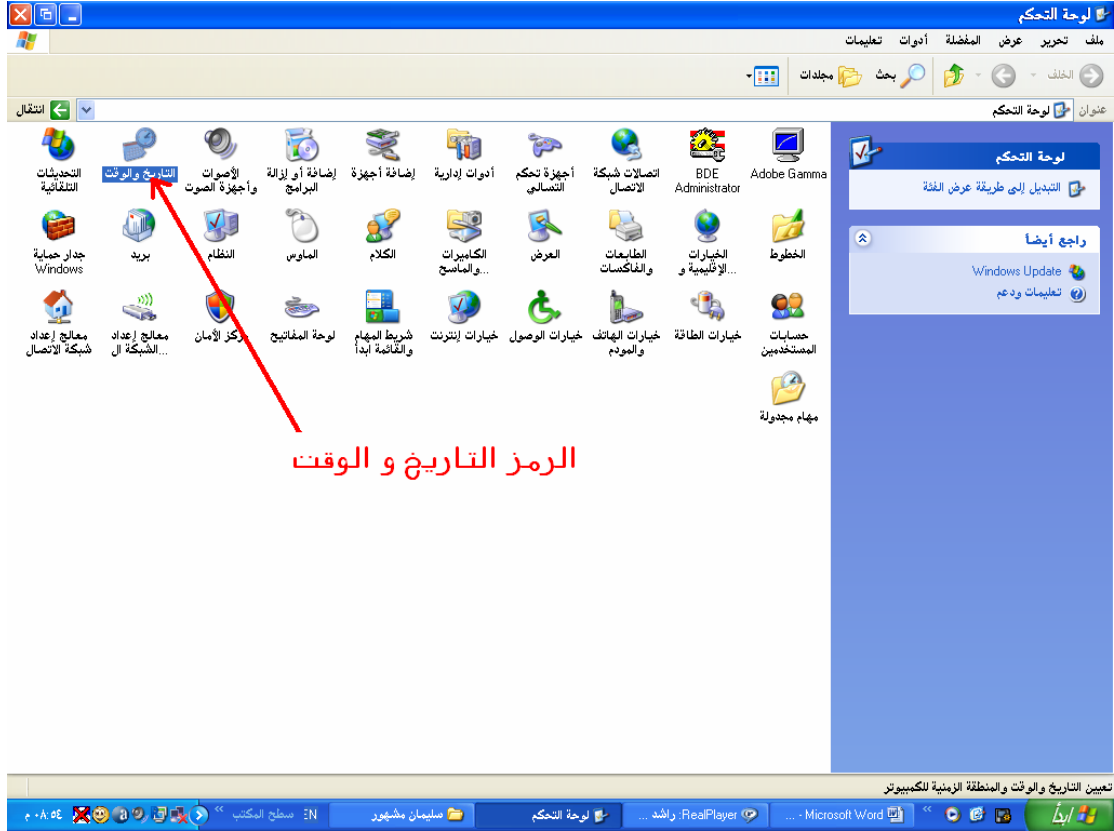 لوحة التحكم
ملف تحرير عرض المفضلة أدوات تعليمات
الخلف بحث مجلدات
عنوان لوحة التحكم انتقال
لوحة التحكم
التبديل إلى طريقة عرض الفئة
راجع أيضاً
Windows Update
تعليمات ودعم
Adobe Gamma
BDE Administrator
اتصالات شبكة الاتصال
أجهزة تحكم التسالي
أدوات إدارية
إضافة أجهزة
إضافة أو إزالة البرامج
الأصوات وأجهزة الصوت
التاريخ والوقت
التحديثات التلقائية
الخطوط
الخيارات الإقليمية و...
الطابعات والفاكسات
العرض
الكاميرات والماسح...
الكلام
الماوس
النظام
بريد
جدار حماية Windows
حسابات المستخدمين
خيارات الطاقة
خيارات الهاتف والمودم
خيارات الوصول
خيارات إنترنت
شريط المهام والقائمة ابدأ
لوحة المفاتيح
مركز الأمان
معالج إعداد الشبكة ال...
معالج إعداد شبكة الاتصال
مهام مجدولة
الرمز التاريخ و الوقت
تعيين التاريخ والوقت والمنطقة الزمنية للكمبيوتر
ابدأ
... - Microsoft Word
RealPlayer: راشد ...
لوحة التحكم
سليمان مشهور
سطح المكتب
٠٨:٥٤ م